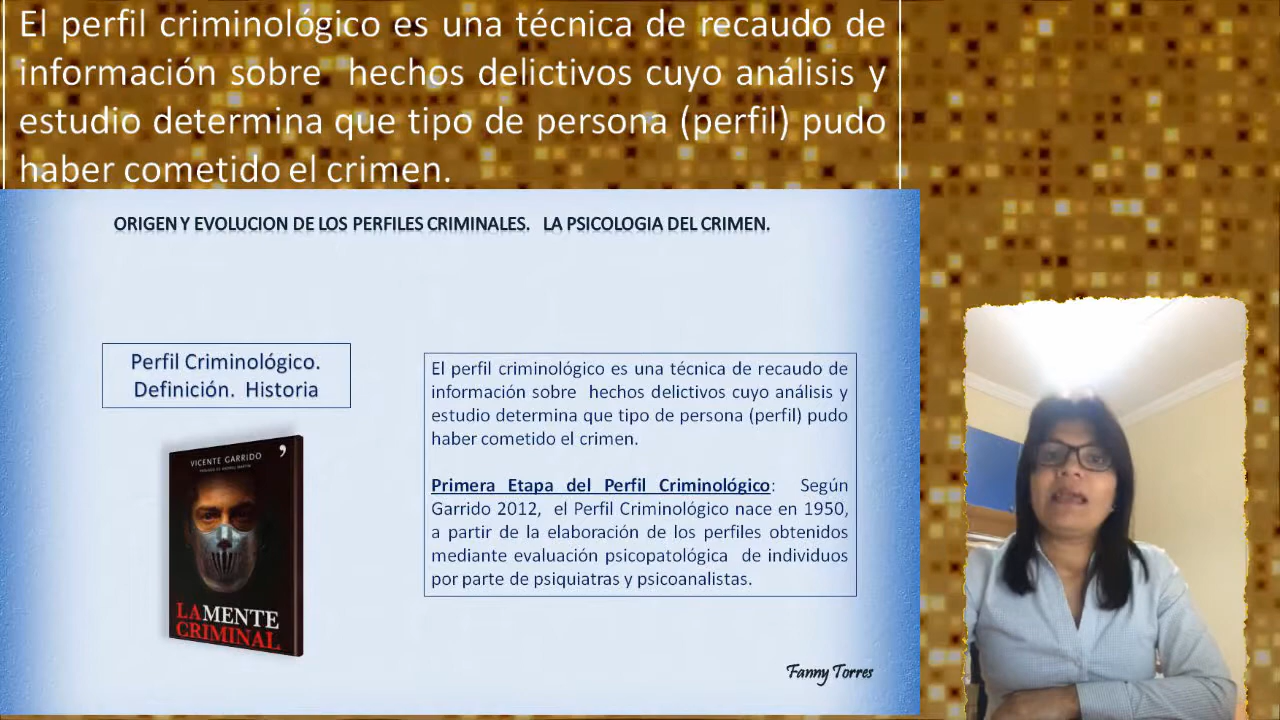 El perfil criminológico es una técnica de recaudo de
información sobre hechos delictivos cuyo análisis y
estudio determina que tipo de persona (perfil) pudo
haber cometido el crimen.
ORIGEN Y EVOLUCION DE LOS PERFILES CRIMINALES. LA PSICOLOGIA DEL CRIMEN.
Perfil Criminológico.
Definición. Historia
VICENTE GARRIDO
LAMENTE
CRIMINAL
El perfil criminológico es una técnica de recaudo de
información sobre hechos delictivos cuyo análisis y
estudio determina que tipo de persona (perfil) pudo
haber cometido el crimen.
Primera Etapa del Perfil Criminológico: Según
Garrido 2012, el Perfil Criminológico nace en 1950,
a partir de la elaboración de los perfiles obtenidos
mediante evaluación psicopatológica de individuos
por parte de psiquiatras y psicoanalistas.
Fanny Torres